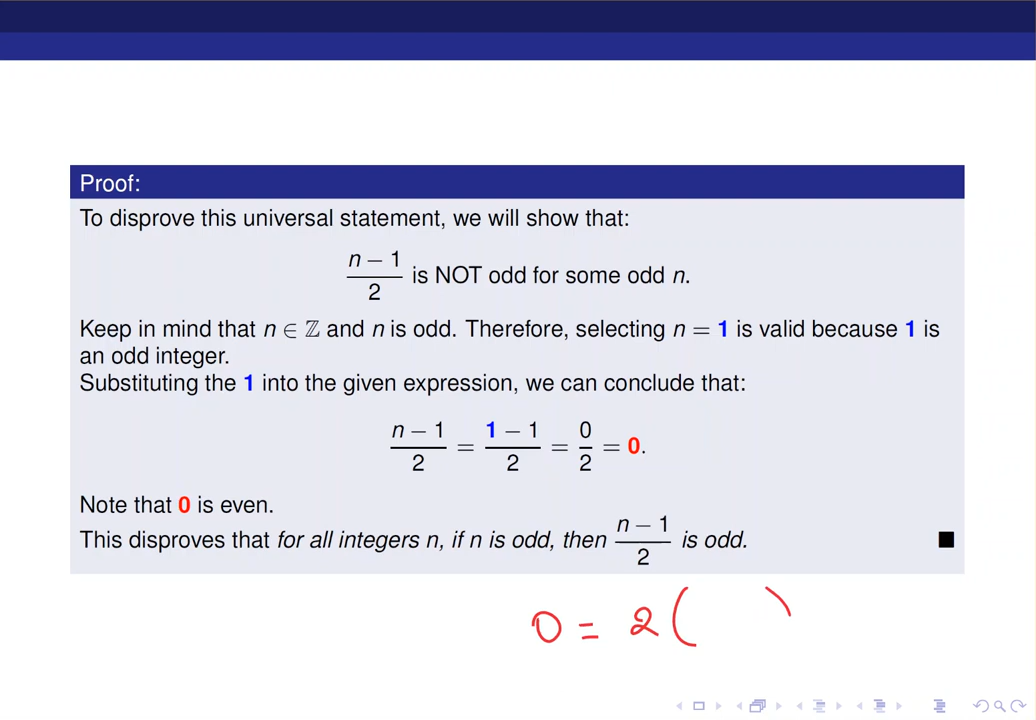 Proof:
To disprove this universal statement, we will show that:
n − 1
2
is NOT odd for some odd n.
Keep in mind that n ∈ ℤ and n is odd. Therefore, selecting n = 1 is valid because 1 is
an odd integer.
Substituting the 1 into the given expression, we can conclude that:
(n − 1)/2 = (1 − 1)/2 = 0/2 = 0.
Note that 0 is even.
This disproves that for all integers n, if n is odd, then (n − 1)/2 is odd.
0 = 2 ( )